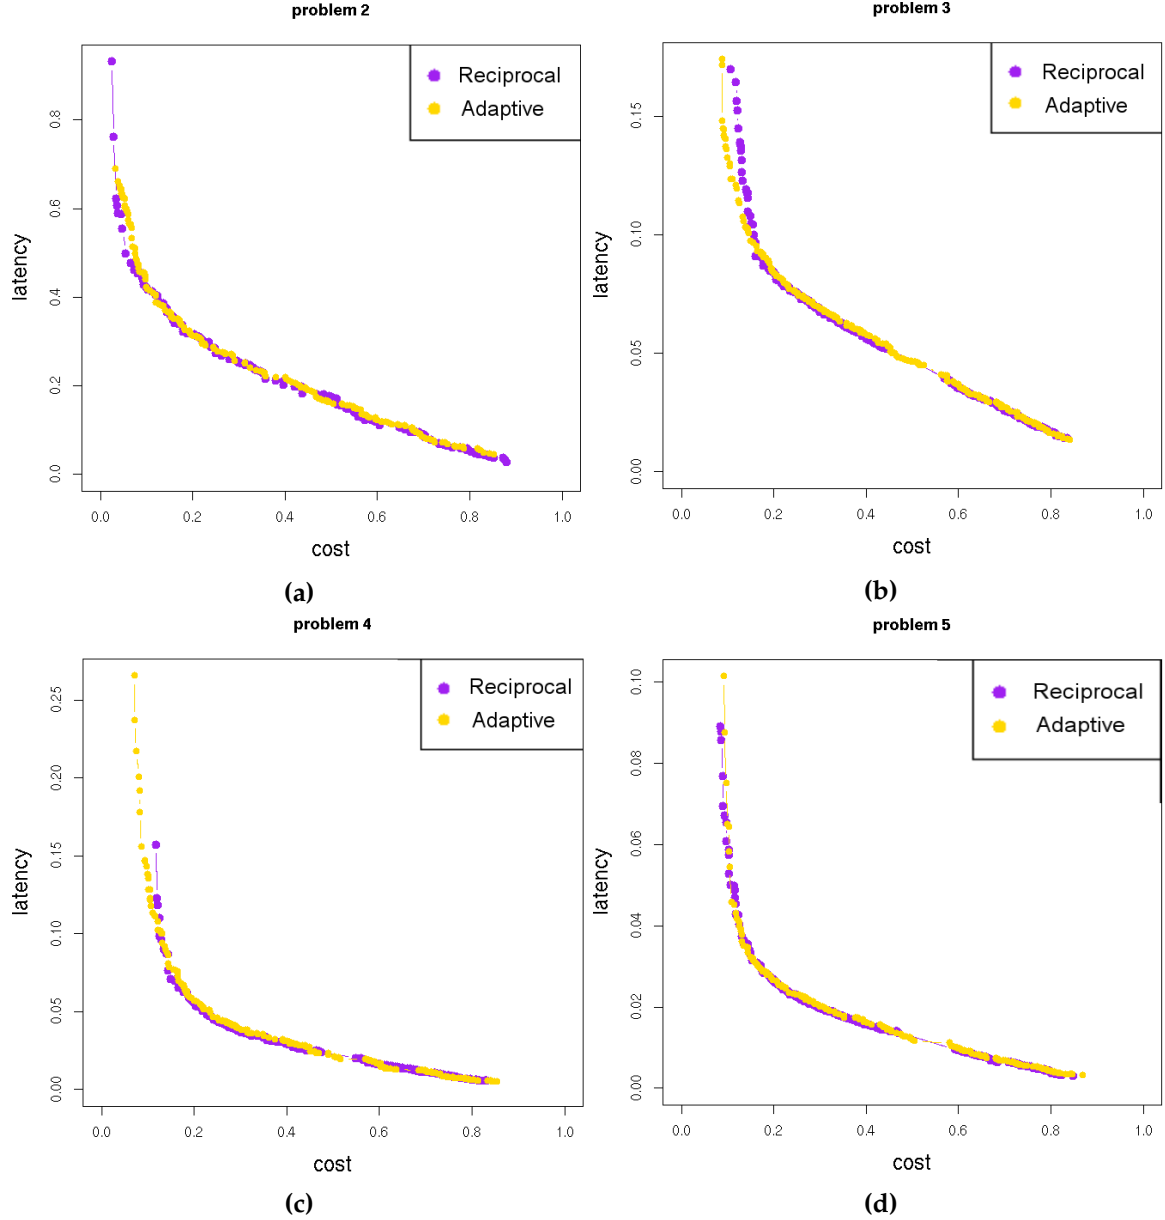 problem 2
Reciprocal
Adaptive
latency
0.8
0.6
0.4
0.2
0.0
0.0 0.2 0.4 0.6 0.8 1.0
cost
(a)
problem 3
Reciprocal
Adaptive
latency
0.15
0.10
0.05
0.00
0.0 0.2 0.4 0.6 0.8 1.0
cost
(b)
problem 4
Reciprocal
Adaptive
latency
0.25
0.20
0.15
0.10
0.05
0.00
0.0 0.2 0.4 0.6 0.8 1.0
cost
(c)
problem 5
Reciprocal
Adaptive
latency
0.10
0.08
0.06
0.04
0.02
0.00
0.0 0.2 0.4 0.6 0.8 1.0
cost
(d)